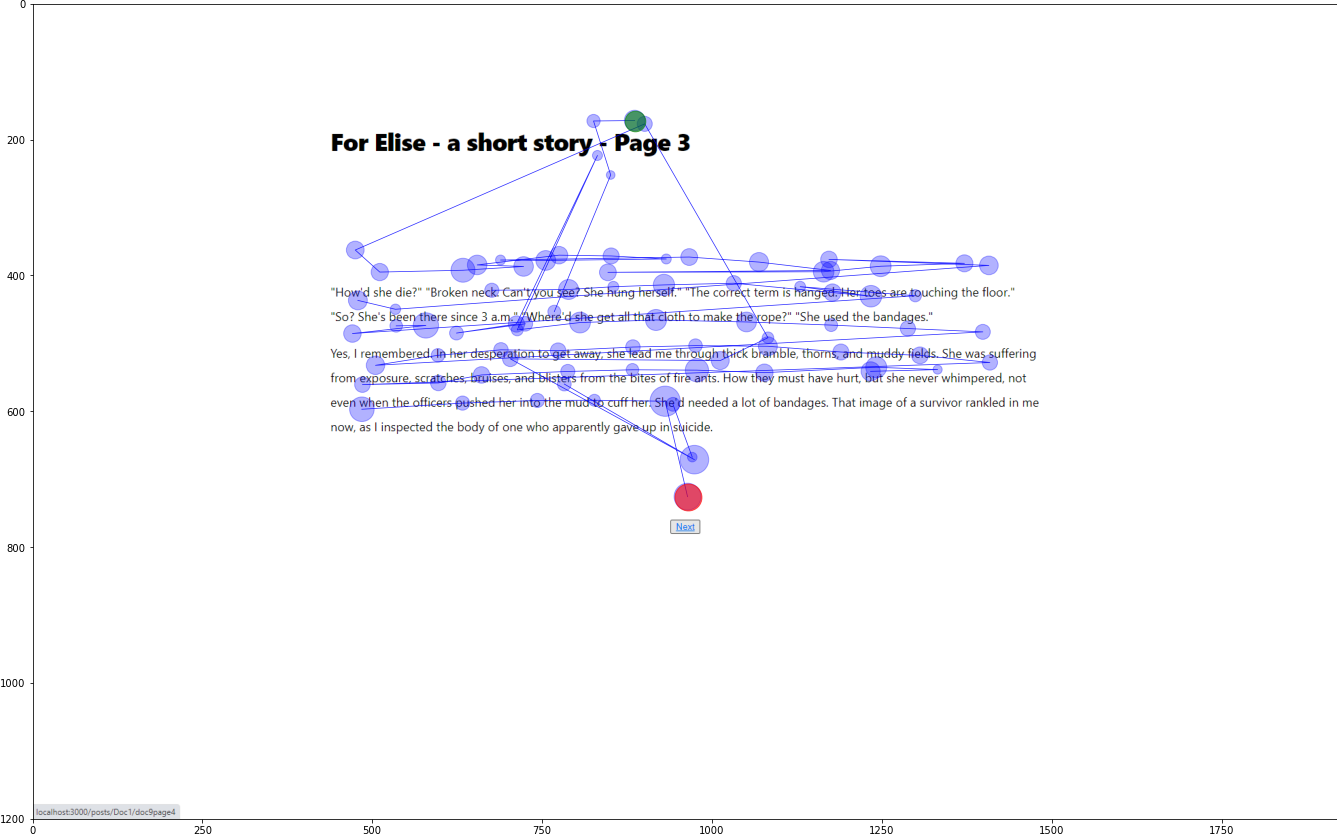 For Elise - a short story - Page 3
"How'd she die?" "Broken neck. Can't you see? She hung herself." "The correct term is hanged. Her toes are touching the floor."
"So? She's been there since 3 a.m." "Where'd she get all that cloth to make the rope?" "She used the bandages."
Yes, I remembered. In her desperation to get away, she lead me through thick bramble, thorns, and muddy fields. She was suffering
from exposure, scratches, bruises, and blisters from the bites of fire ants. How they must have hurt, but she never whimpered, not
even when the officers pushed her into the mud to cuff her. She'd needed a lot of bandages. That image of a survivor rankled in me
now, as I inspected the body of one who apparently gave up in suicide.
Next
localhost:3000/posts/Doc1/doc9page4
0
200
400
600
800
1000
1200
0 250 500 750 1000 1250 1500 1750